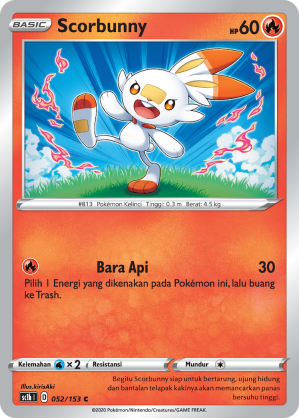 BASIC Scorbunny HP60
#813 Pokémon Kelinci Tinggi: 0.3 m Berat: 4.5 kg
Bara Api 30
Pilih 1 Energi yang dikenakan pada Pokémon ini, lalu buang
ke Trash.
Kelemahan ×2 Resistansi Mundur
Illus.kirisAki
sc1b I D 052/153 C
Begitu Scorbunny siap untuk bertarung, ujung hidungnya
dan bantalan telapak kakinya akan memancarkan panas
bersuhu tinggi.
©2020 Pokémon/Nintendo/Creatures/GAME FREAK.